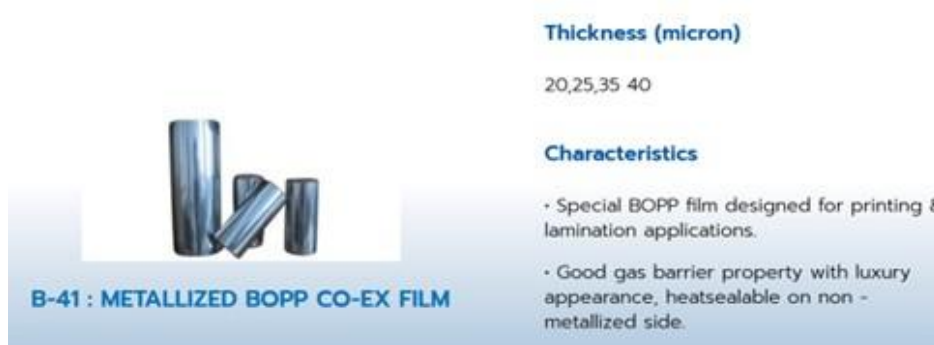 Thickness (micron)
20,25,35 40
Characteristics
• Special BOPP film designed for printing &
lamination applications.
• Good gas barrier property with luxury
appearance, heatsealable on non -
metallized side.
B-41 : METALLIZED BOPP CO-EX FILM